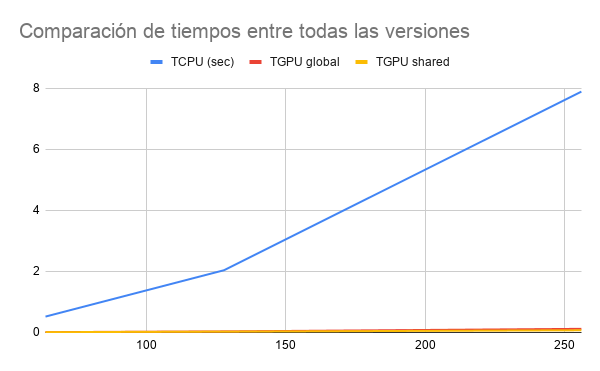 Comparación de tiempos entre todas las versiones
TCPU (sec) TGPU global TGPU shared
8
6
4
2
0
100 150 200 250